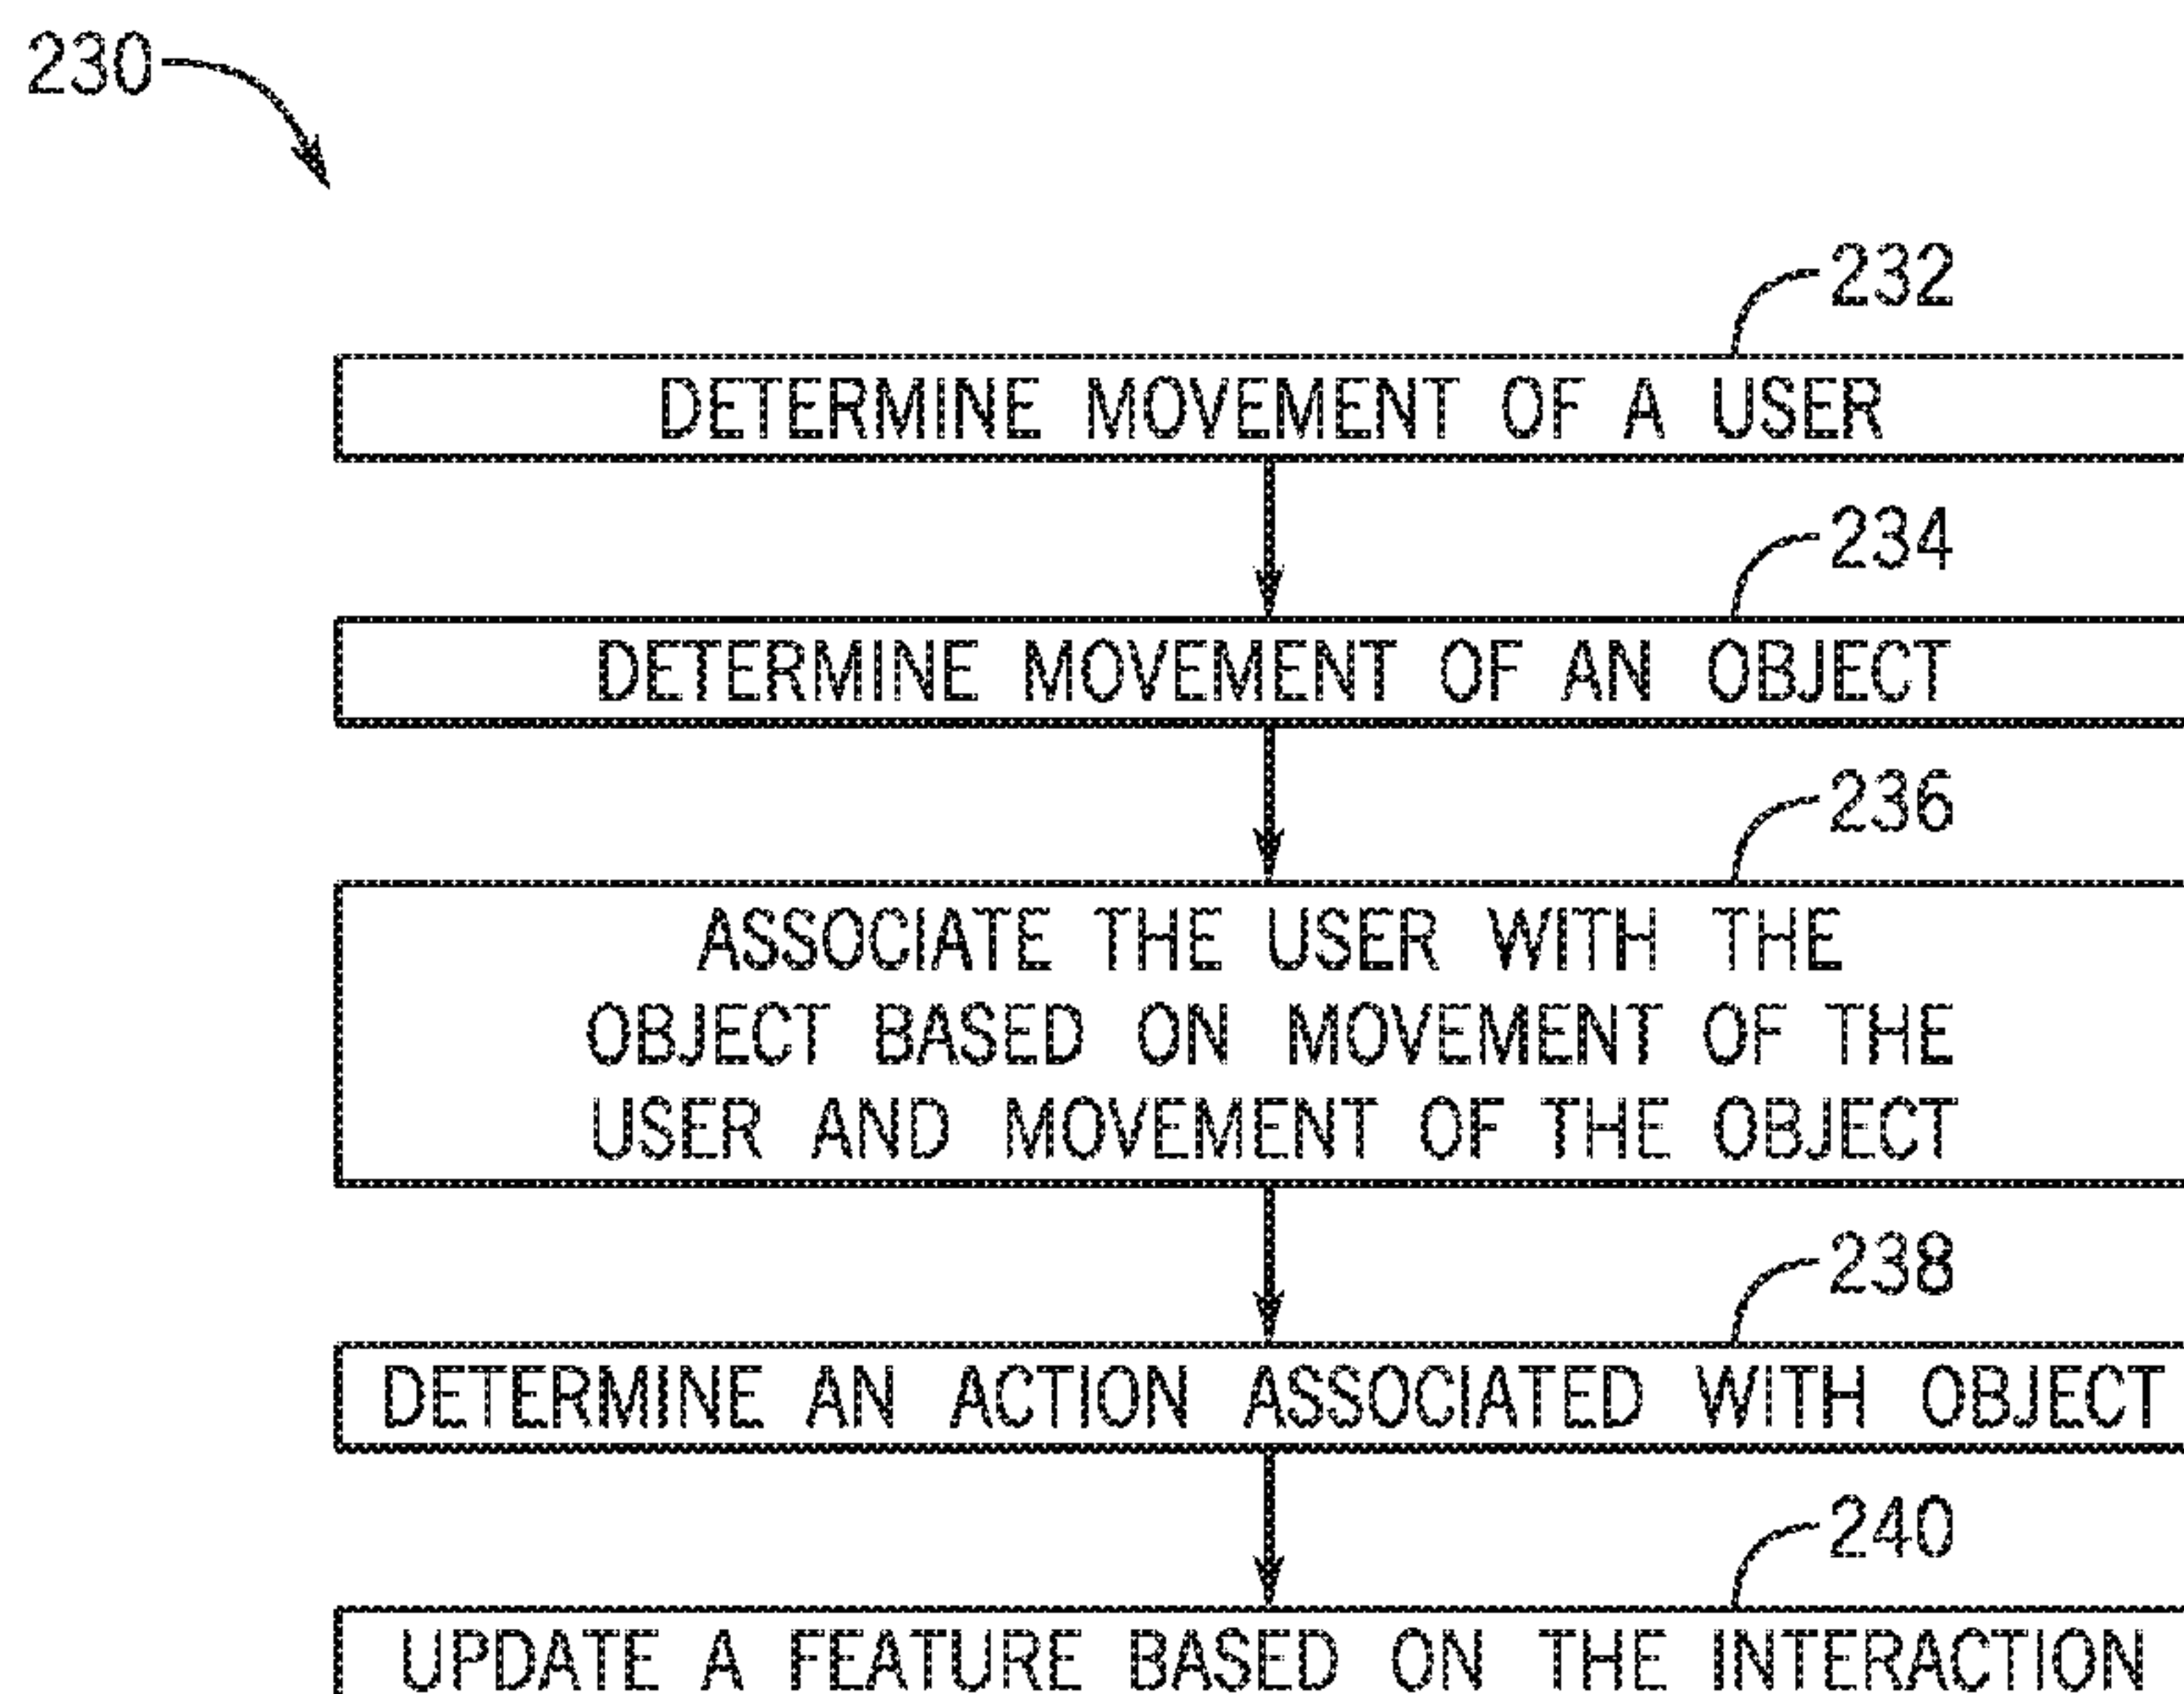 230
232
DETERMINE MOVEMENT OF A USER
234
DETERMINE MOVEMENT OF AN OBJECT
236
ASSOCIATE THE USER WITH THE
OBJECT BASED ON MOVEMENT OF THE
USER AND MOVEMENT OF THE OBJECT
238
DETERMINE AN ACTION ASSOCIATED WITH OBJECT
240
UPDATE A FEATURE BASED ON THE INTERACTION